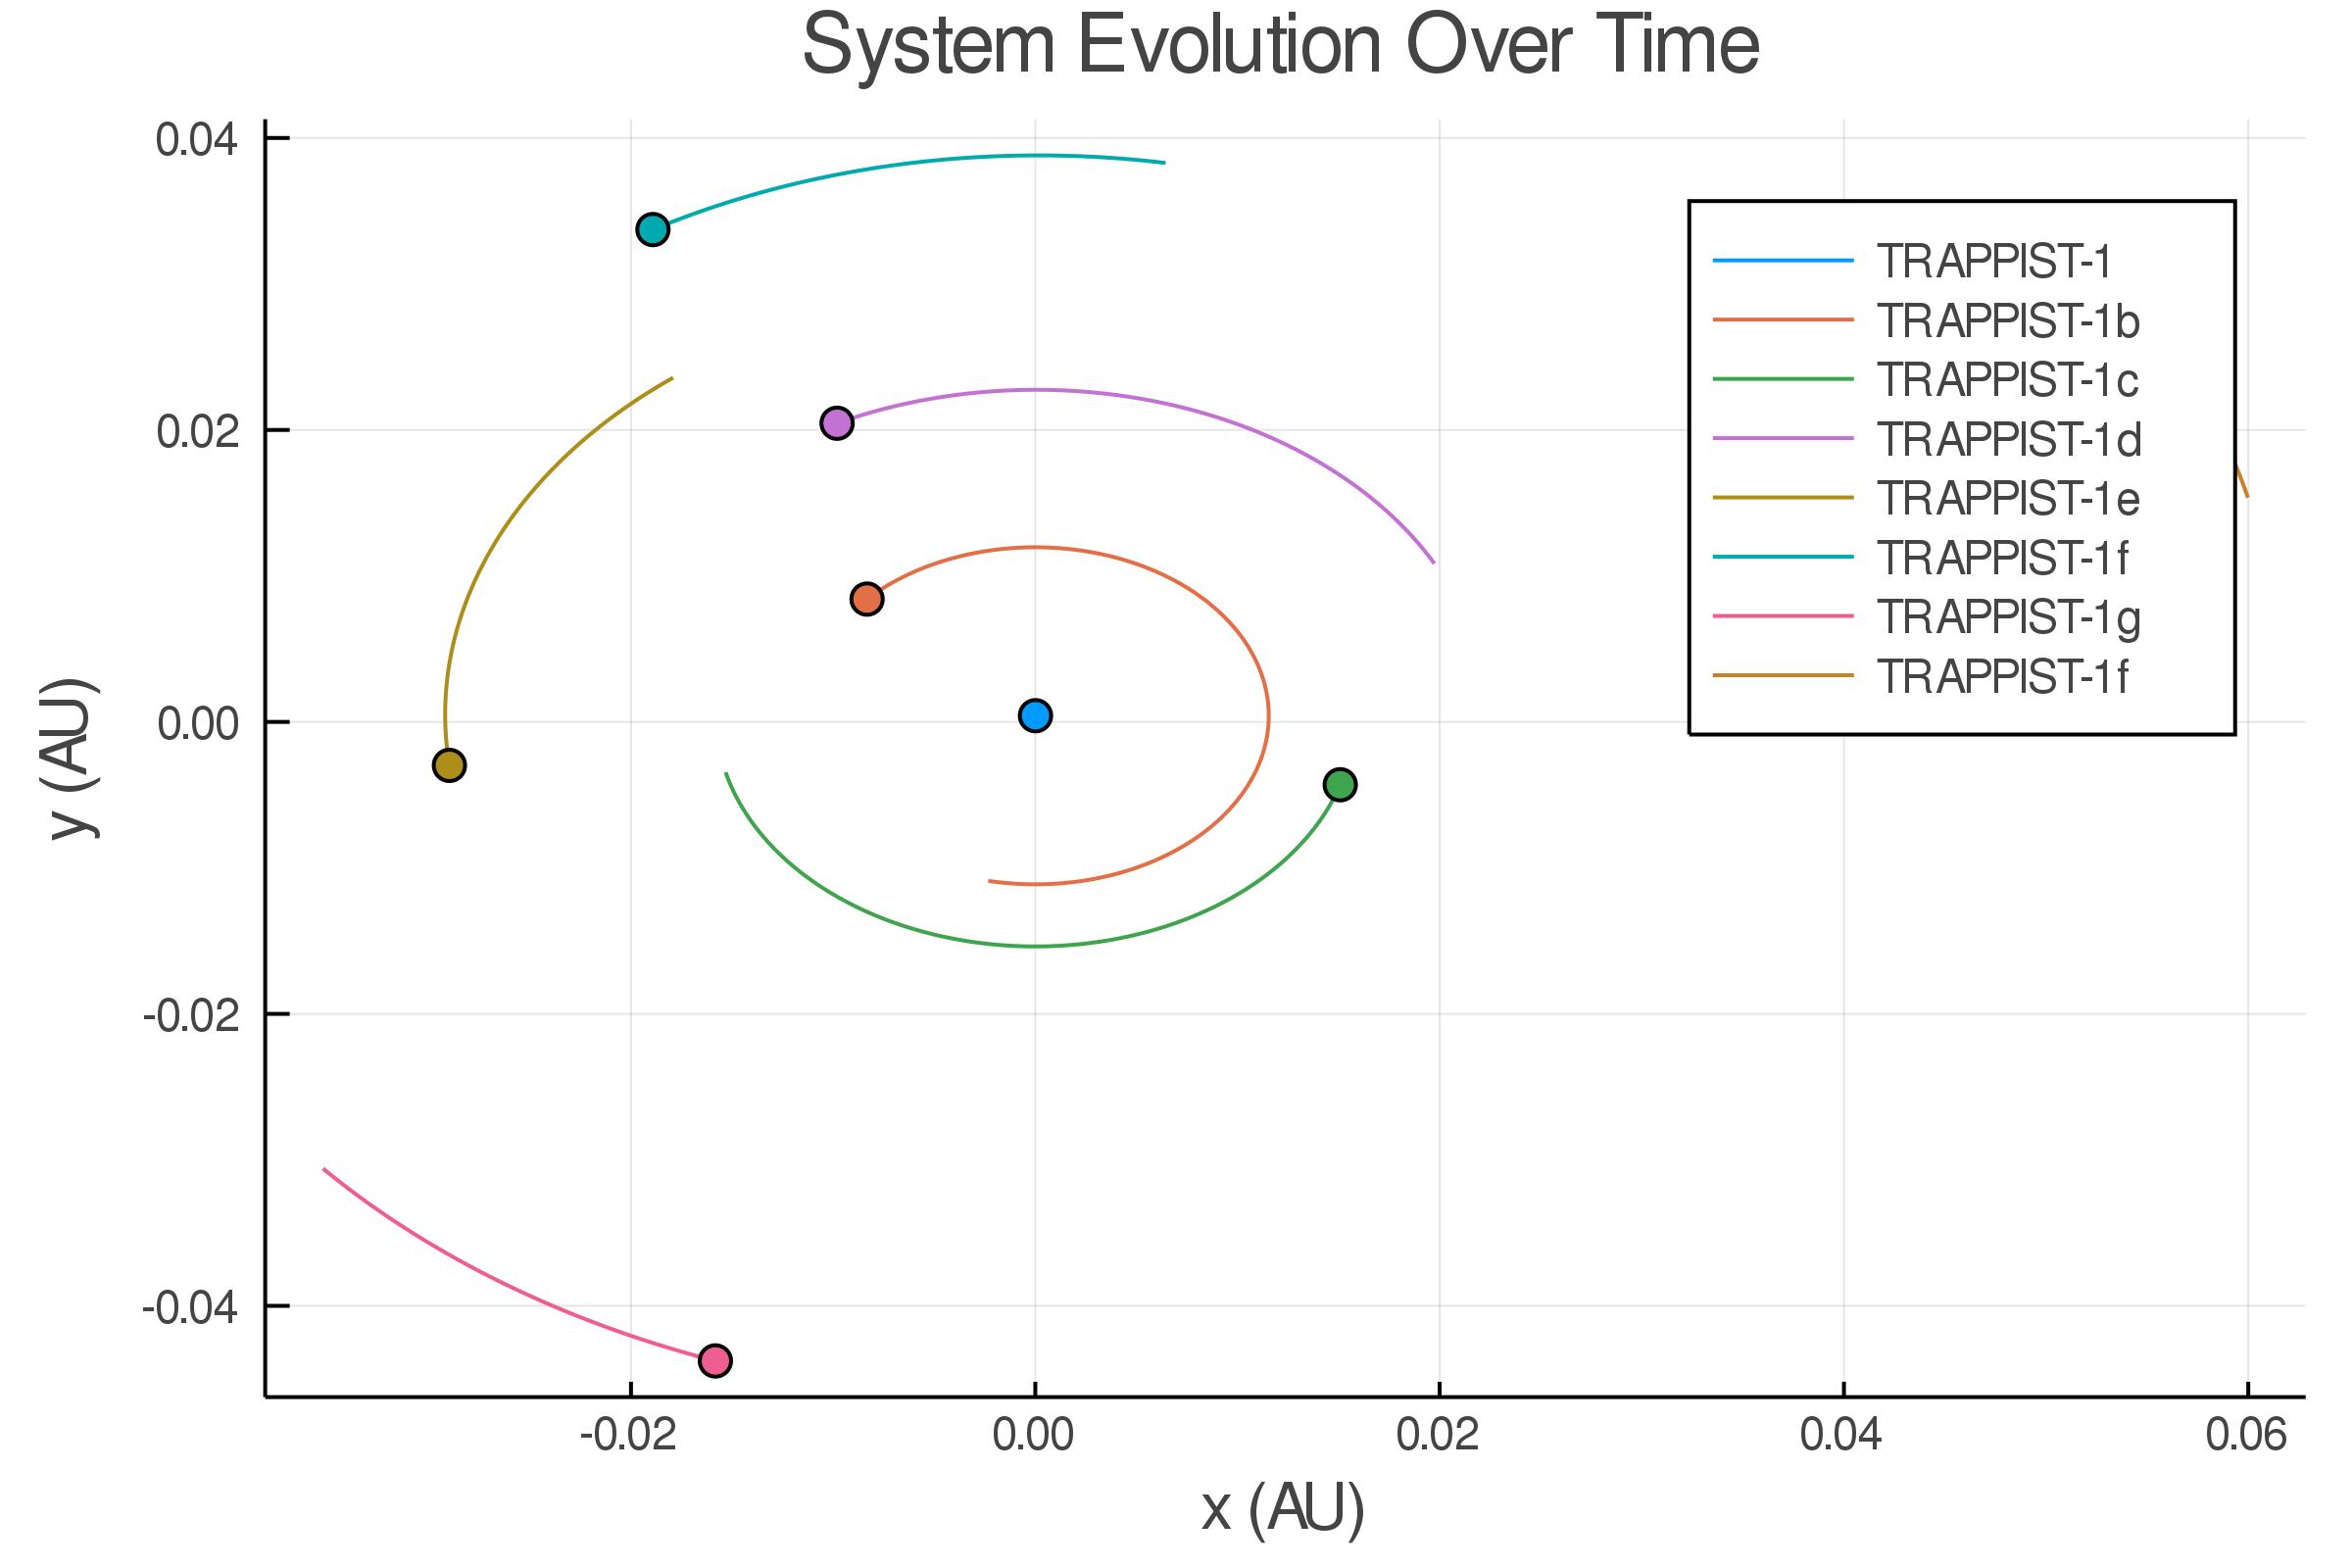 System Evolution Over Time
0.04
0.02
0.00
-0.02
-0.04
y (AU)
TRAPPIST-1
TRAPPIST-1b
TRAPPIST-1c
TRAPPIST-1d
TRAPPIST-1e
TRAPPIST-1f
TRAPPIST-1g
TRAPPIST-1f
-0.02
0.00
0.02
0.04
0.06
x (AU)